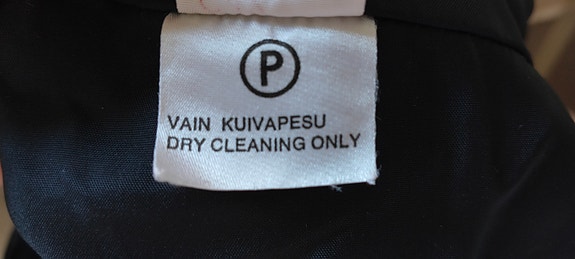 P
VAIN KUIVAPESU
DRY CLEANING ONLY